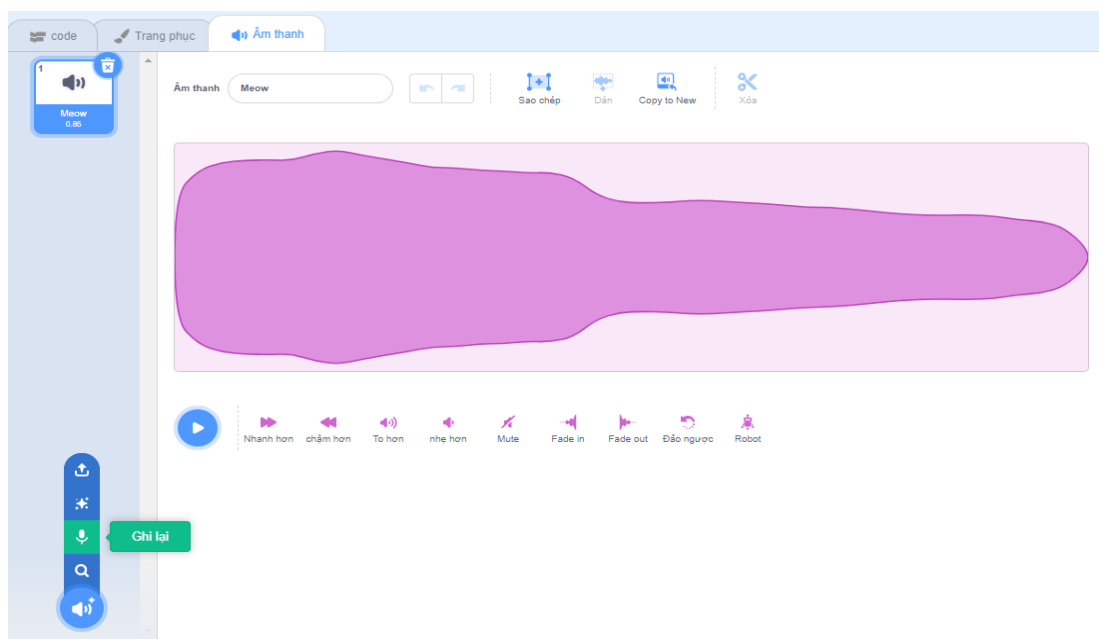 code
Trang phục
Âm thanh
1
Meow
0.85
Âm thanh
Meow
Sao chép
Dán
Copy to New
Xóa
Nhanh hơn
chậm hơn
To hơn
nhẹ hơn
Mute
Fade in
Fade out
Đảo ngược
Robot
Ghi lại